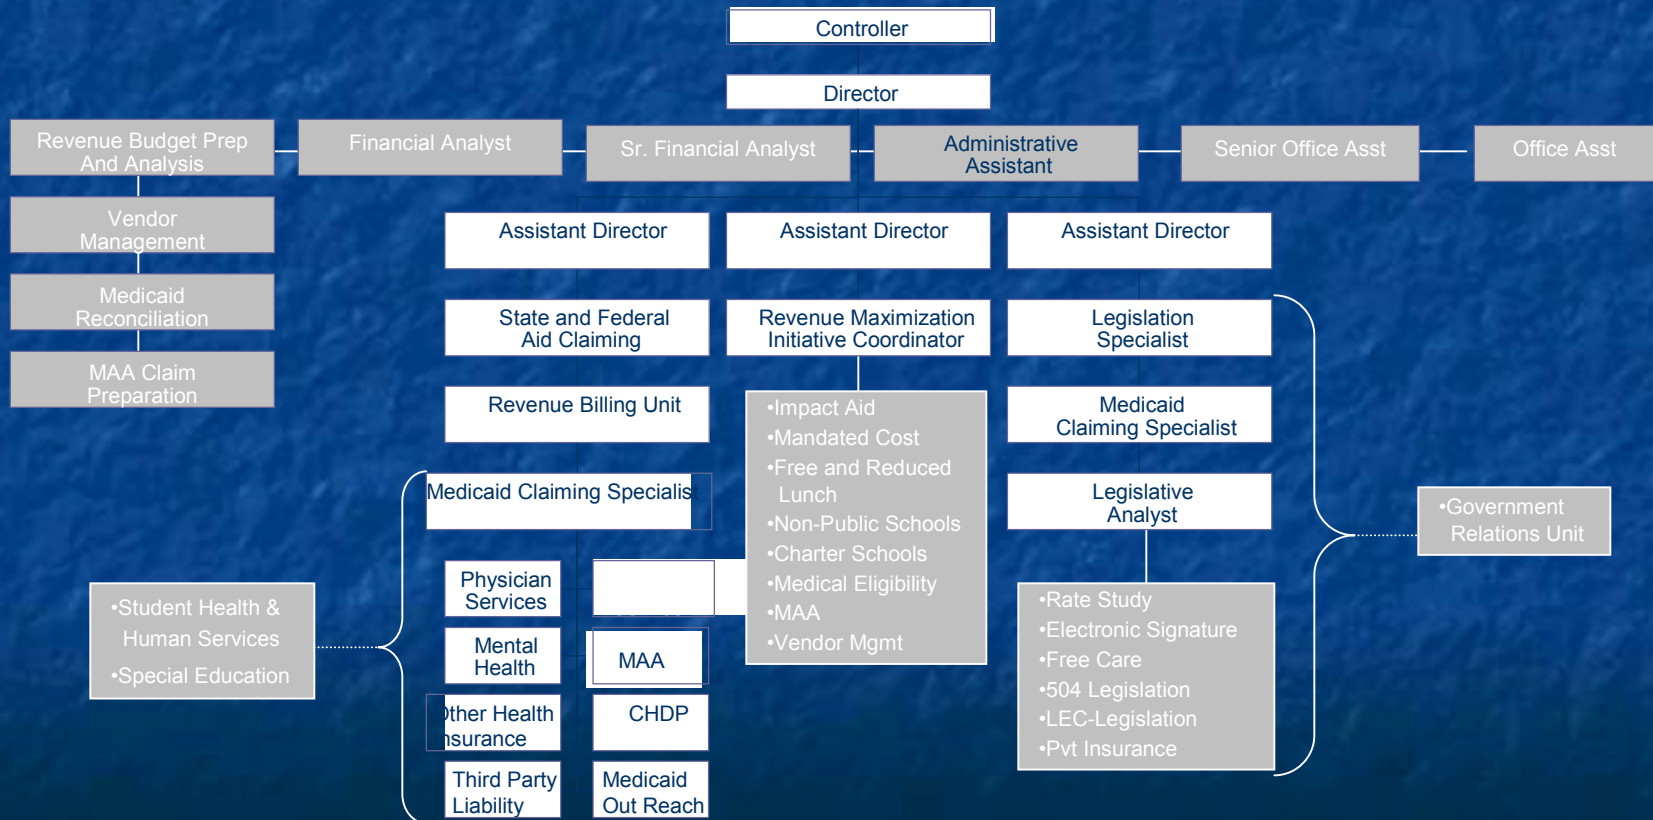 Controller
Director
Revenue Budget Prep
And Analysis
Financial Analyst
Sr. Financial Analyst
Administrative
Assistant
Senior Office Asst
Office Asst
Vendor
Management
Medicaid
Reconciliation
MAA Claim
Preparation
Assistant Director
Assistant Director
Assistant Director
State and Federal
Aid Claiming
Revenue Maximization
Initiative Coordinator
Legislation
Specialist
Revenue Billing Unit
•Impact Aid
•Mandated Cost
•Free and Reduced
Lunch
•Non-Public Schools
•Charter Schools
•Medical Eligibility
•MAA
•Vendor Mgmt
Medicaid
Claiming Specialist
Medicaid Claiming Specialist
Legislative
Analyst
•Government
Relations Unit
•Student Health &
Human Services
•Special Education
Physician
Services
Mental
Health
MAA
Other Health
Insurance
CHDP
Third Party
Liability
Medicaid
Out Reach
•Rate Study
•Electronic Signature
•Free Care
•504 Legislation
•LEC-Legislation
•Pvt Insurance